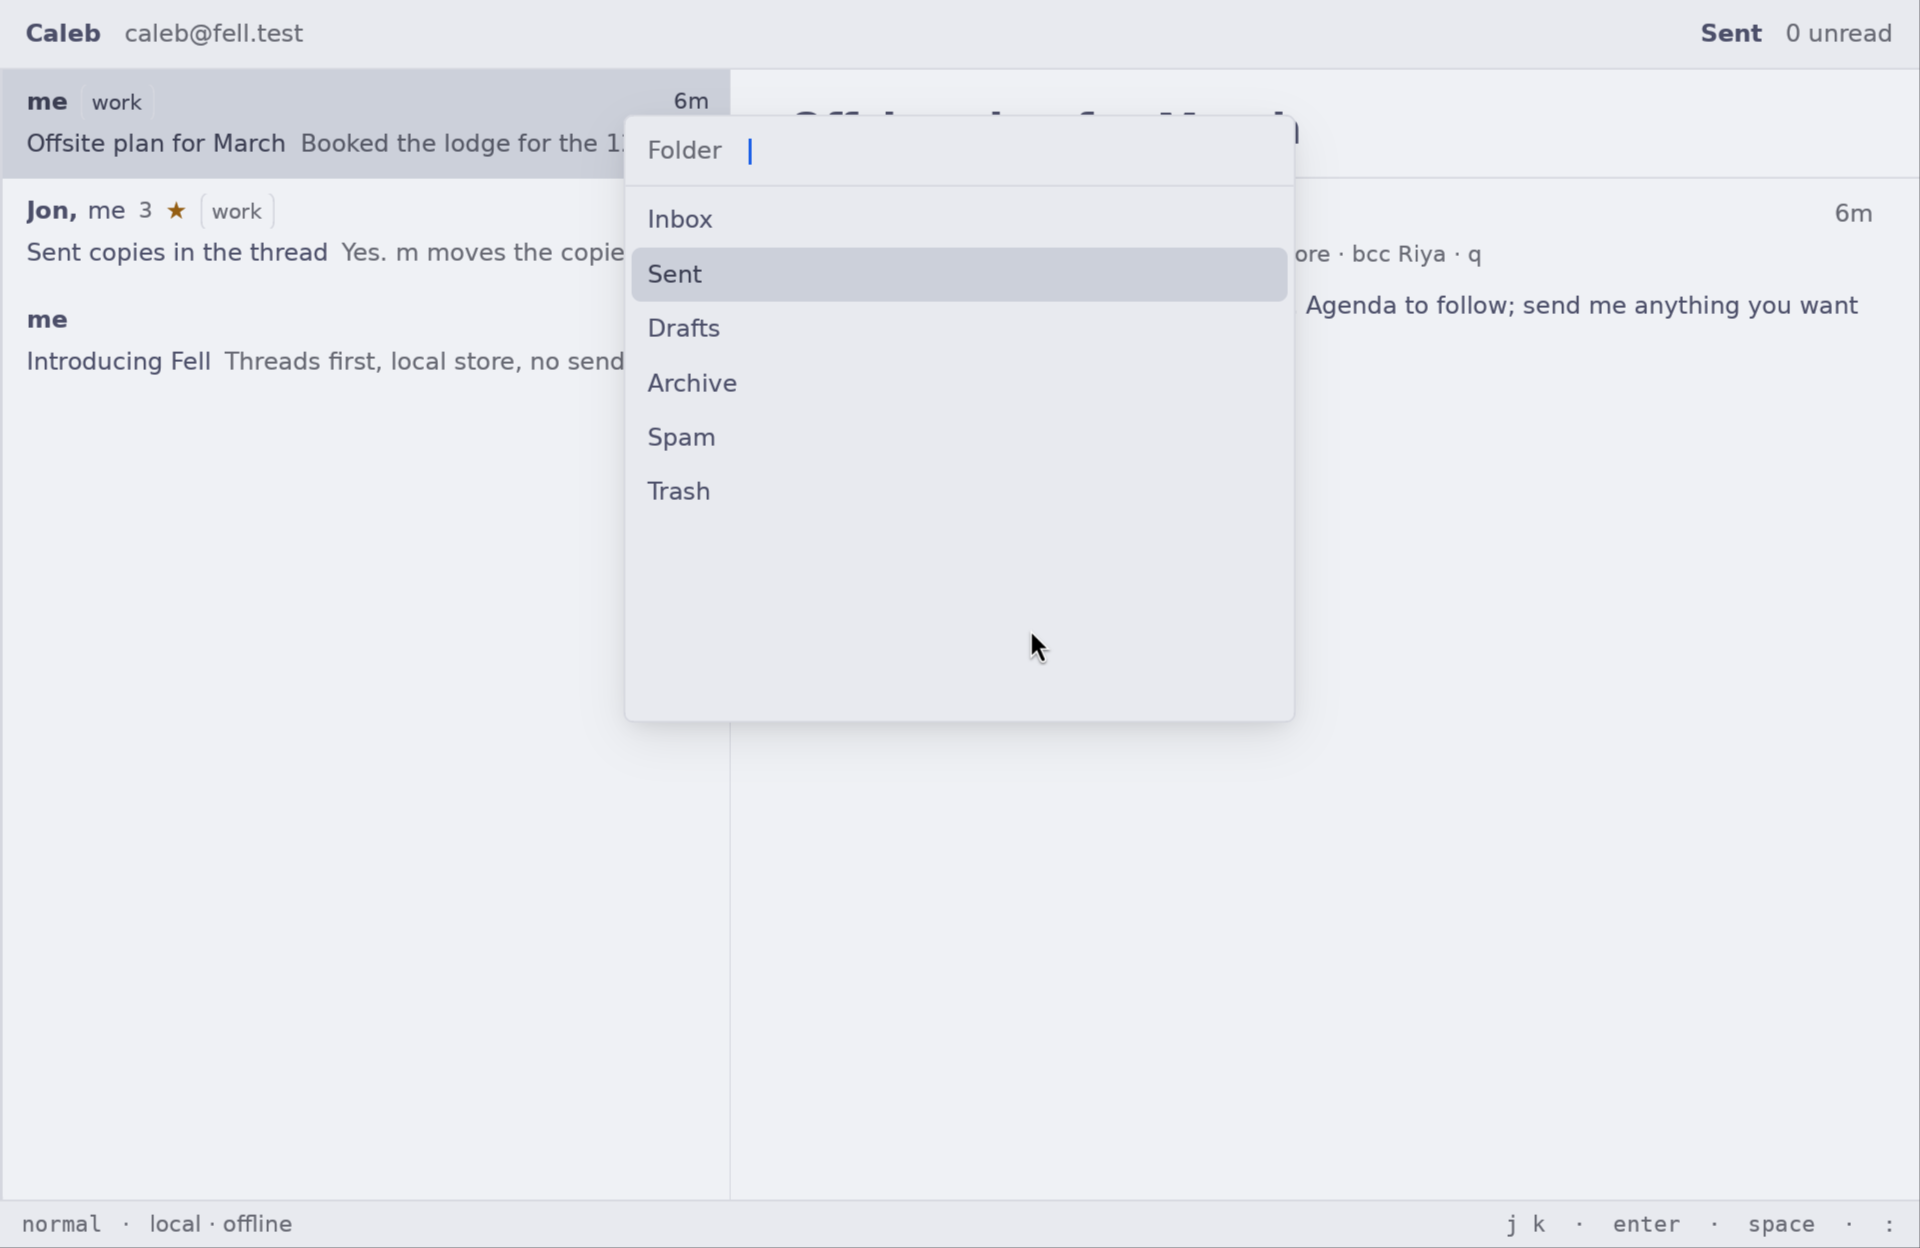 Caleb caleb@fell.test Sent 0 unread
me work 6m
Offsite plan for March Booked the lodge for the
Jon, me 3 ★ work
Sent copies in the thread Yes. m moves the copie
me
Introducing Fell Threads first, local store, no send
Folder
Inbox
Sent
Drafts
Archive
Spam
Trash
6m
ore · bcc Riya · q
Agenda to follow; send me anything you want
normal · local · offline j k · enter · space · :